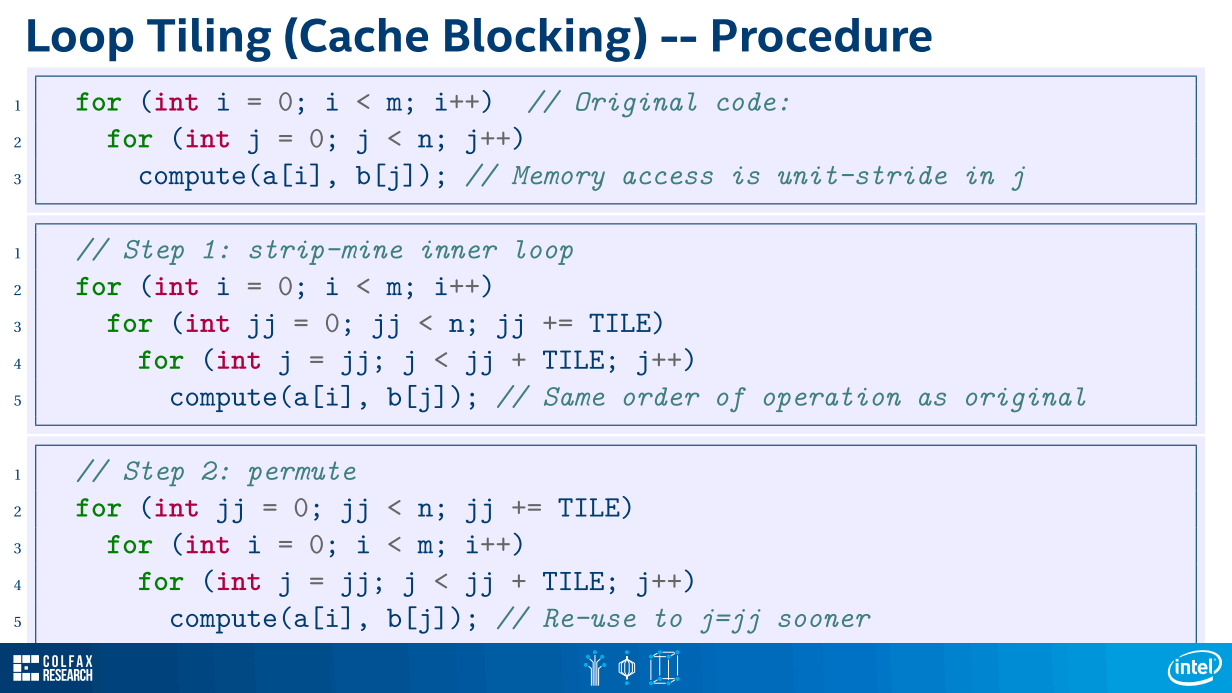 Loop Tiling (Cache Blocking) -- Procedure
1 for (int i = 0; i < m; i++) // Original code:
2 for (int j = 0; j < n; j++)
3 compute(a[i], b[j]); // Memory access is unit-stride in j
1 // Step 1: strip-mine inner loop
2 for (int i = 0; i < m; i++)
3 for (int jj = 0; jj < n; jj += TILE)
4 for (int j = jj; j < jj + TILE; j++)
5 compute(a[i], b[j]); // Same order of operation as original
1 // Step 2: permute
2 for (int jj = 0; jj < n; jj += TILE)
3 for (int i = 0; i < m; i++)
4 for (int j = jj; j < jj + TILE; j++)
5 compute(a[i], b[j]); // Re-use to j=jj sooner
COLFAX
RESEARCH
intel